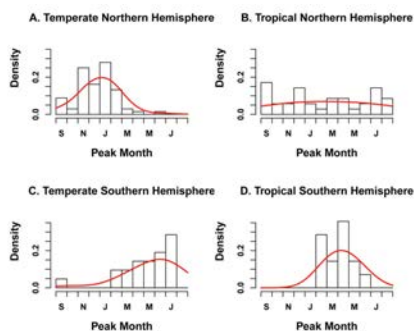 A. Temperate Northern Hemisphere
Density
0.0 0.2
S N J M M J
Peak Month
B. Tropical Northern Hemisphere
Density
0.0 0.2
S N J M M J
Peak Month
C. Temperate Southern Hemisphere
Density
0.0 0.2
S N J M M J
Peak Month
D. Tropical Southern Hemisphere
Density
0.0 0.2
S N J M M J
Peak Month